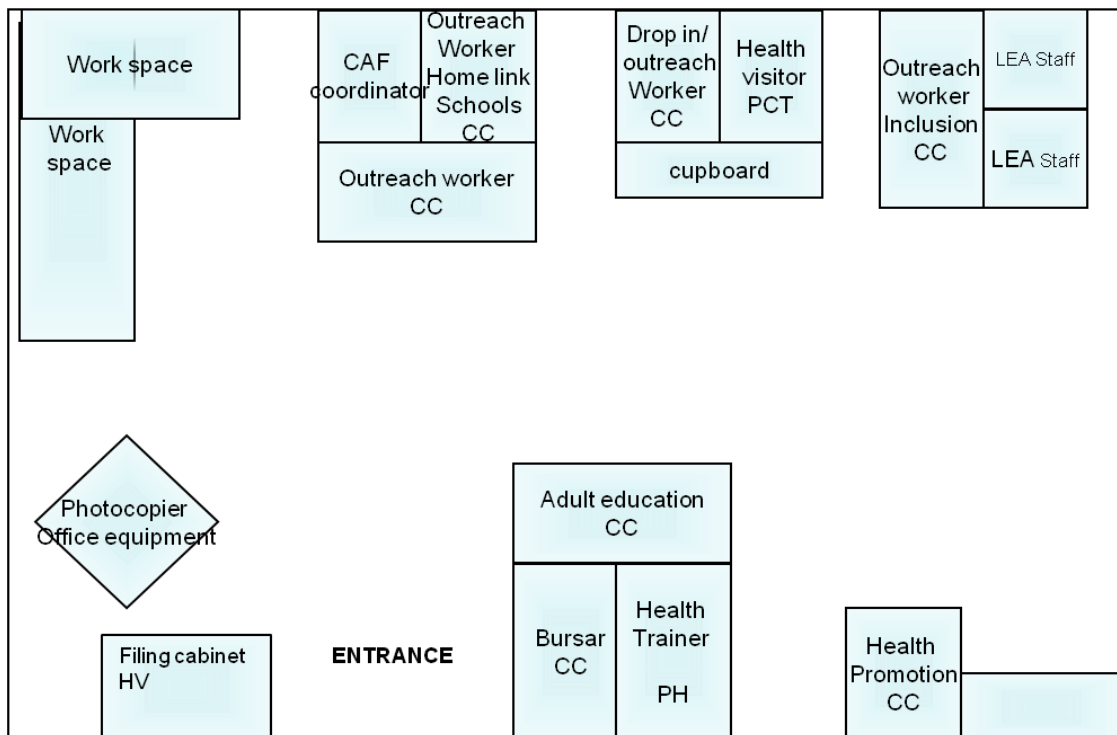 Work space
Work
space
CAF
coordinator
Outreach
Worker
Home link
Schools
CC
Outreach worker
CC
Drop in/
outreach
Worker
CC
Health
visitor
PCT
cupboard
Outreach
worker
Inclusion
CC
LEA Staff
LEA Staff
Photocopier
Office equipment
Adult education
CC
Filing cabinet
HV
ENTRANCE
Bursar
CC
Health
Trainer
PH
Health
Promotion
CC